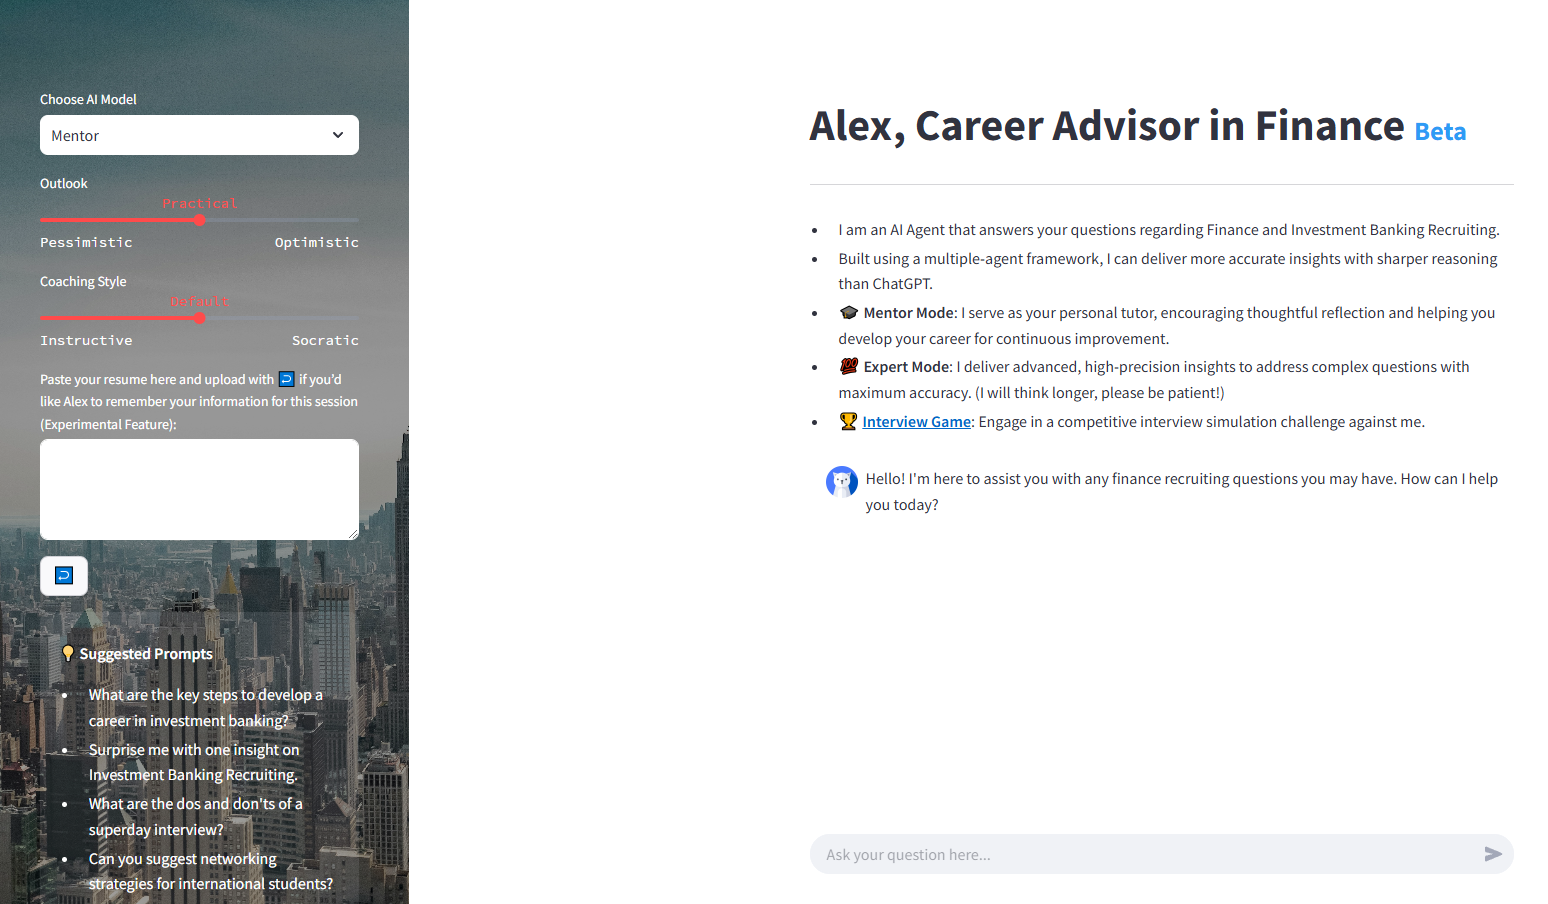 Choose AI Model
Mentor
Outlook
Practical
Pessimistic Optimistic
Coaching Style
Default
Instructive Socratic
Paste your resume here and upload with if you'd
like Alex to remember your information for this session
(Experimental Feature):
Suggested Prompts
What are the key steps to develop a
career in investment banking?
Surprise me with one insight on
Investment Banking Recruiting.
What are the dos and don'ts of a
superday interview?
Can you suggest networking
strategies for international students?
Alex, Career Advisor in Finance Beta
I am an AI Agent that answers your questions regarding Finance and Investment Banking Recruiting.
Built using a multiple-agent framework, I can deliver more accurate insights with sharper reasoning
than ChatGPT.
🎓 Mentor Mode: I serve as your personal tutor, encouraging thoughtful reflection and helping you
develop your career for continuous improvement.
💯 Expert Mode: I deliver advanced, high-precision insights to address complex questions with
maximum accuracy. (I will think longer, please be patient!)
🏆 Interview Game: Engage in a competitive interview simulation challenge against me.
Hello! I'm here to assist you with any finance recruiting questions you may have. How can I help
you today?
Ask your question here...